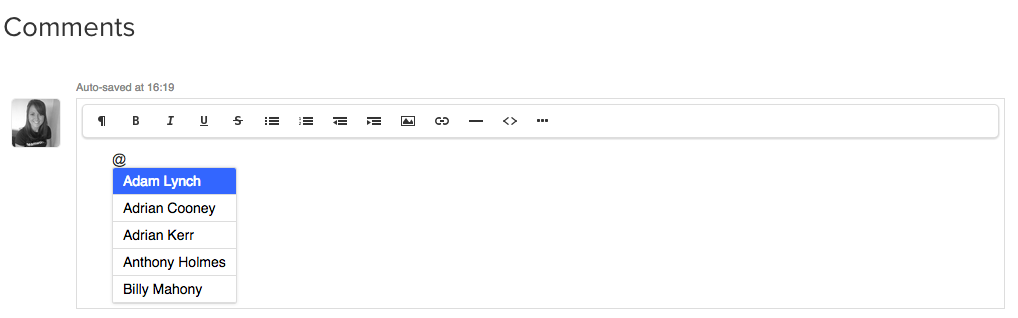 Comments
Auto-saved at 16:19
¶ B I U S <> •••
@
Adam Lynch
Adrian Cooney
Adrian Kerr
Anthony Holmes
Billy Mahony